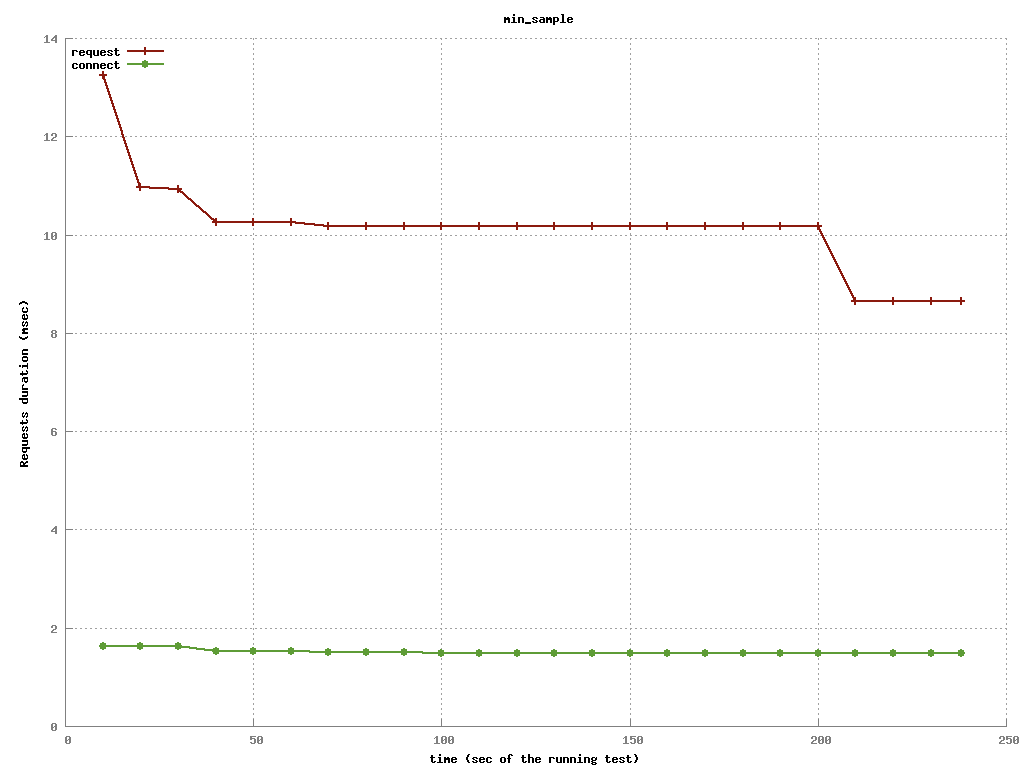 min_sample
14
request
connect
12
10
8
6
4
2
0
Requests duration (msec)
0 50 100 150 200 250
time (sec of the running test)